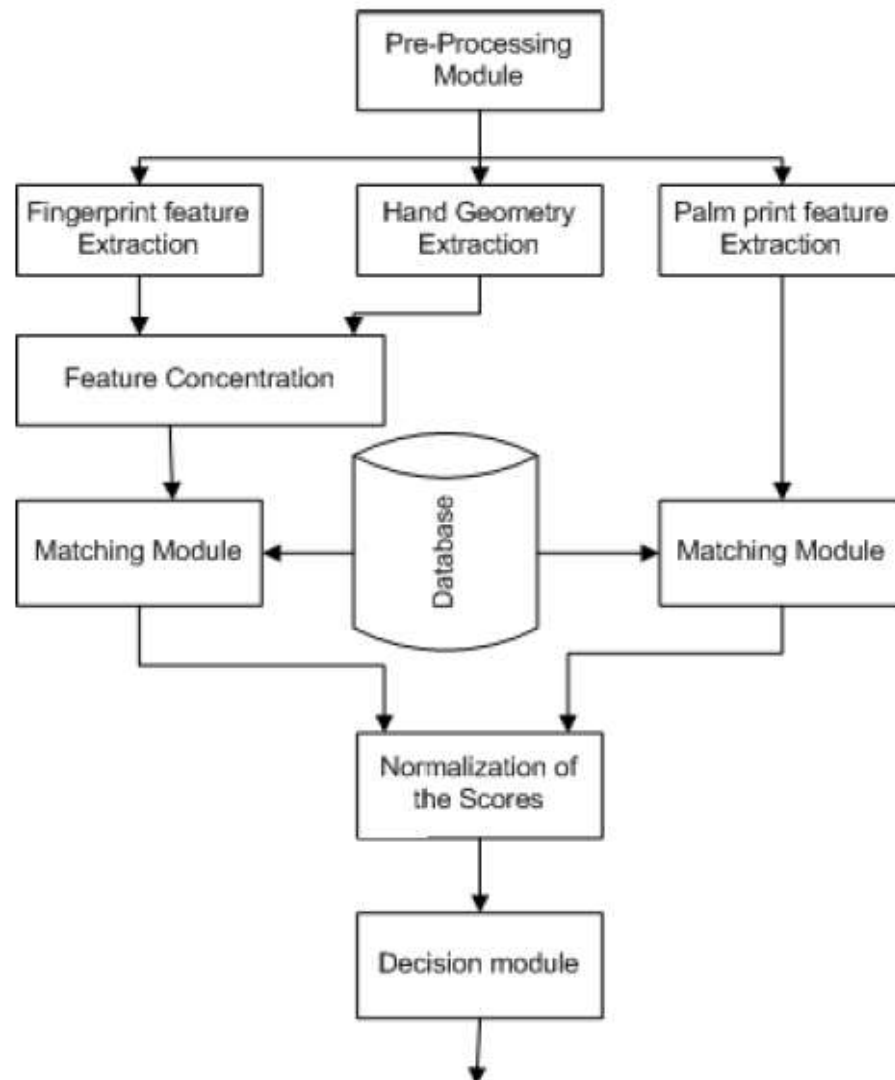 Pre-Processing
Module
Fingerprint feature
Extraction
Hand Geometry
Extraction
Palm print feature
Extraction
Feature Concentration
Matching Module
Database
Matching Module
Normalization of
the Scores
Decision module